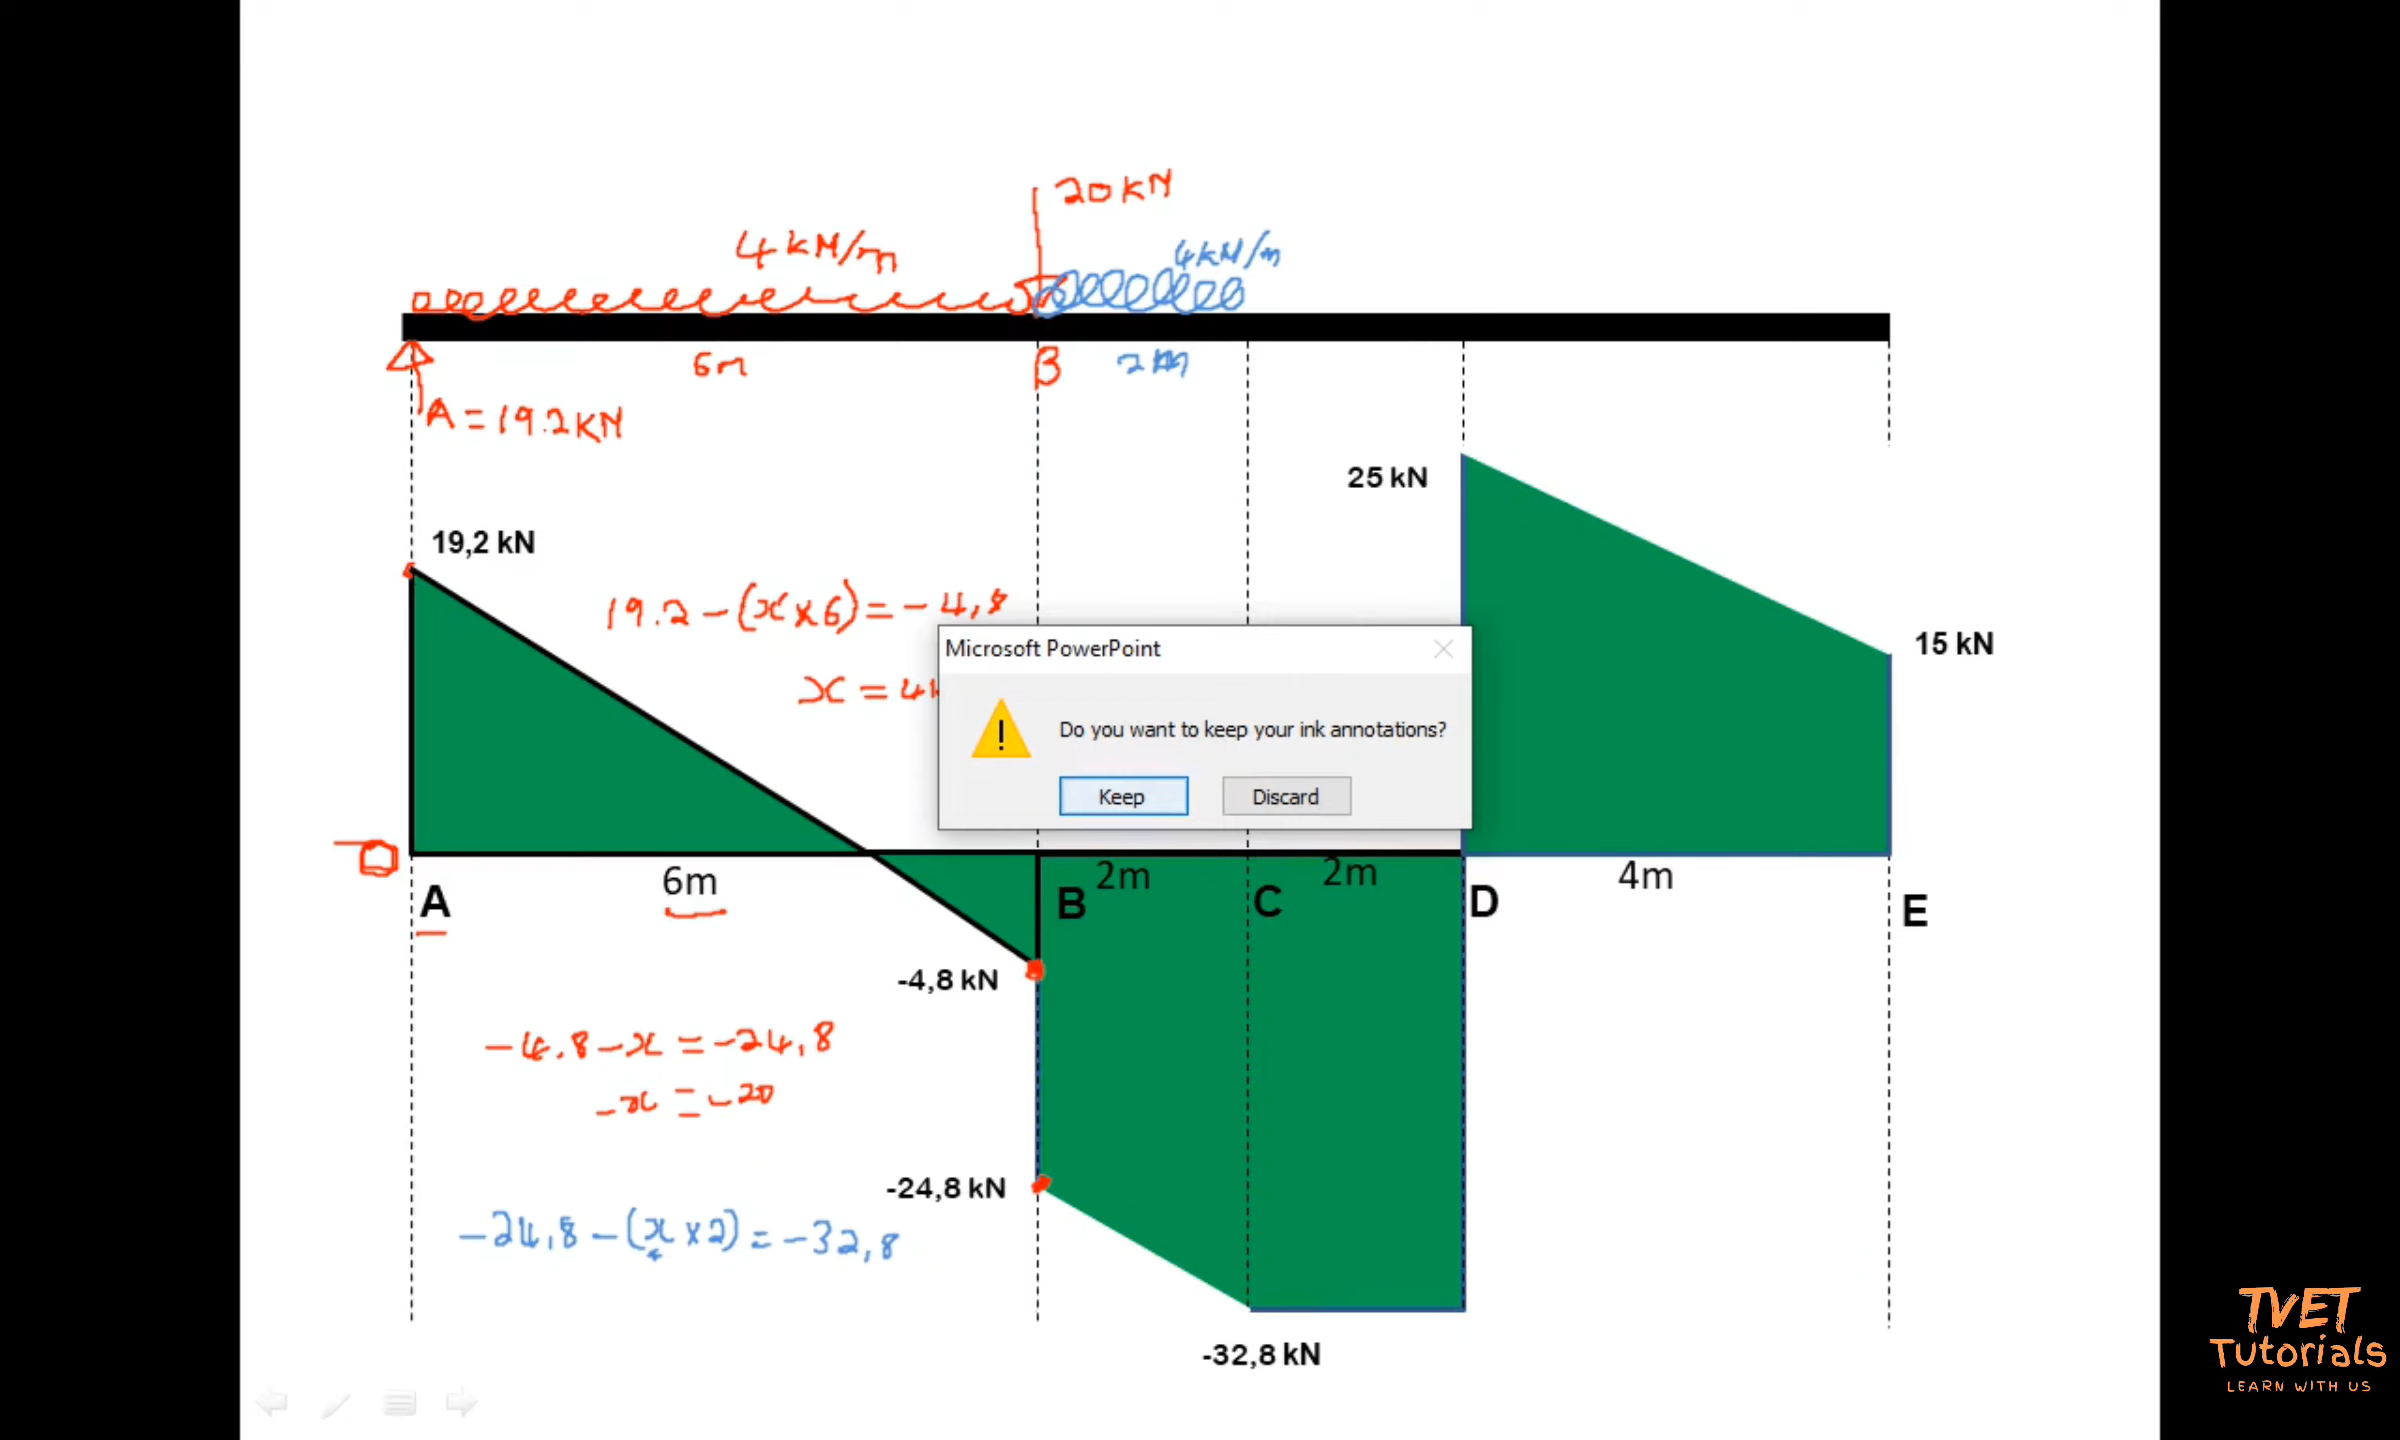 20KN
4KN/m
4KN/m
6m
B
2m
A=19.2KN
25 kN
19,2 kN
19.2-(x×6)=-4,8
15 kN
Microsoft PowerPoint
x=4
Do you want to keep your ink annotations?
Keep
Discard
0
6m
2m
2m
4m
A
B
C
D
E
-4,8 kN
-4.8-x=-24,8
-x=-20
-24,8 kN
-24,8-(x×2)=-32,8
-32,8 kN
TVET
Tutorials
LEARN WITH US